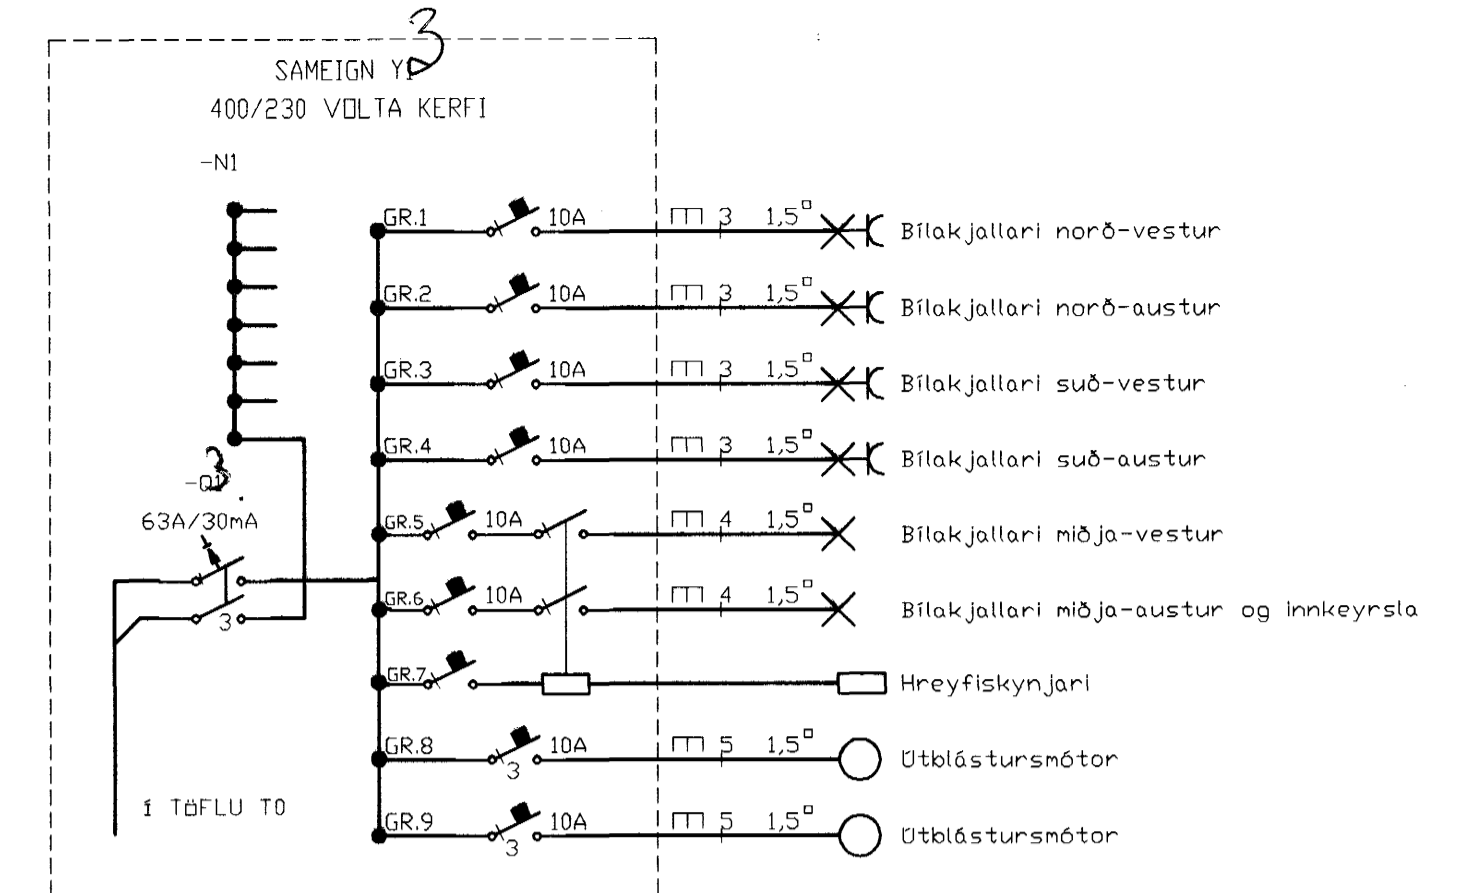 3
SAMEIGN Y1
400/230 VOLTA KERFI
-N1
GR.1 10A 3 1,5□ Bílakjallari norð-vestur
GR.2 10A 3 1,5□ Bílakjallari norð-austur
GR.3 10A 3 1,5□ Bílakjallari suð-vestur
GR.4 10A 3 1,5□ Bílakjallari suð-austur
3
-Q1
63A/30mA
GR.5 10A 4 1,5□ Bílakjallari miðja-vestur
GR.6 10A 4 1,5□ Bílakjallari miðja-austur og innkeyrsla
3
GR.7 Hreyfiskynjari
GR.8 3 10A 5 1,5□ Útblástursmótor
Í TÖFLU T0
GR.9 3 10A 5 1,5□ Útblástursmótor